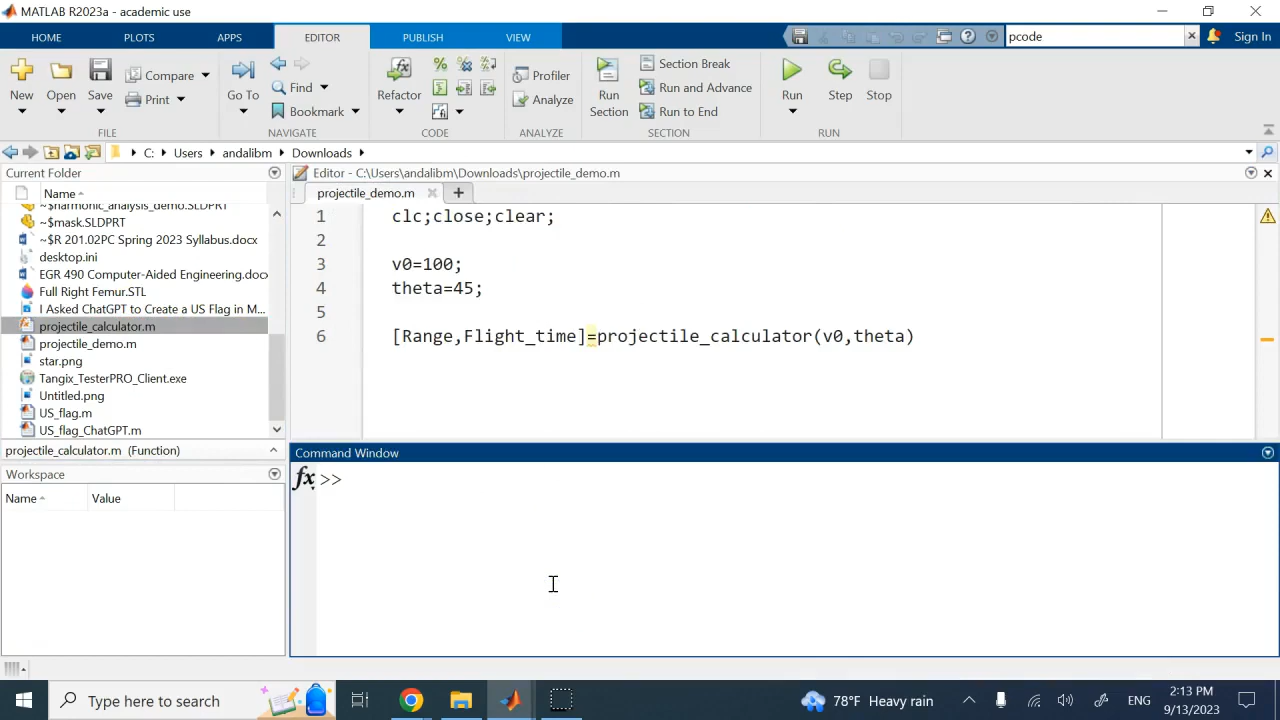 MATLAB R2023a - academic use
HOME PLOTS APPS EDITOR PUBLISH VIEW pcode Sign In
New Open Save Compare Print
Go To Find Bookmark
Refactor
Profiler Analyze
Run Section Section Break Run and Advance Run to End
Run Step Stop
FILE NAVIGATE CODE ANALYZE SECTION RUN
C: Users andalibm Downloads
Current Folder
Name
~$harmonic_analysis_demo.SLDPRT
~$mask.SLDPRT
~$R 201.02PC Spring 2023 Syllabus.docx
desktop.ini
EGR 490 Computer-Aided Engineering.docx
Full Right Femur.STL
I Asked ChatGPT to Create a US Flag in M...
projectile_calculator.m
projectile_demo.m
star.png
Tangix_TesterPRO_Client.exe
Untitled.png
US_flag.m
US_flag_ChatGPT.m
projectile_calculator.m (Function)
Workspace
Name Value
Editor - C:\Users\andalibm\Downloads\projectile_demo.m
projectile_demo.m
1 clc;close;clear;
2
3 v0=100;
4 theta=45;
5
6 [Range,Flight_time]=projectile_calculator(v0,theta)
Command Window
fx >>
Type here to search
78°F Heavy rain
ENG
2:13 PM
9/13/2023